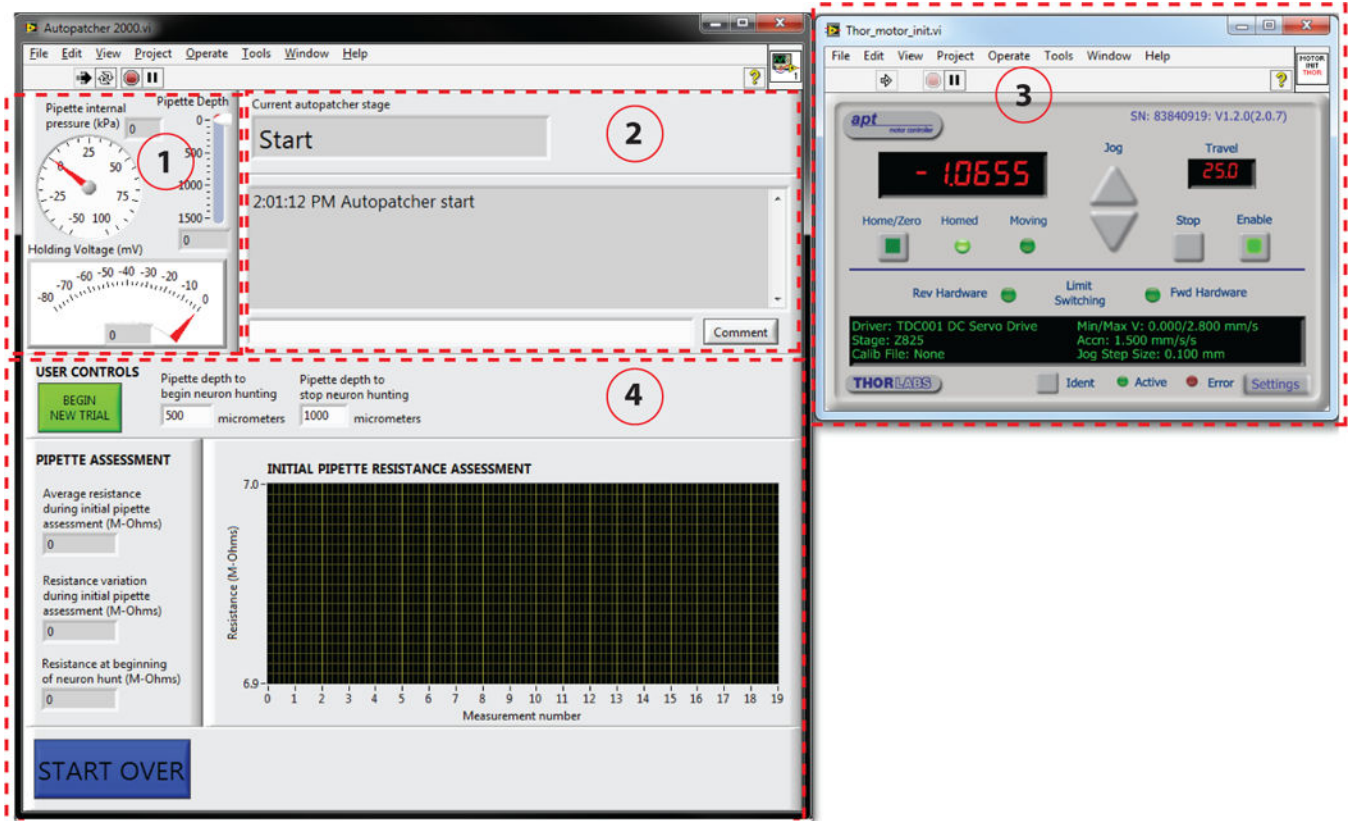 Autopatcher 2000.vi
File Edit View Project Operate Tools Window Help
1
Pipette internal
pressure (kPa)
0
-50 -25 0 25 50 75 100
Pipette Depth
0
500
1000
1500
0
1
Holding Voltage (mV)
-80 -70 -60 -50 -40 -30 -20 -10 0
0
Current autopatcher stage
Start
2
2:01:12 PM Autopatcher start
Comment
USER CONTROLS
BEGIN
NEW TRIAL
Pipette depth to
begin neuron hunting
500 micrometers
Pipette depth to
stop neuron hunting
1000 micrometers
4
PIPETTE ASSESSMENT
Average resistance
during initial pipette
assessment (M-Ohms)
0
Resistance variation
during initial pipette
assessment (M-Ohms)
0
Resistance at beginning
of neuron hunt (M-Ohms)
0
INITIAL PIPETTE RESISTANCE ASSESSMENT
7.0
Resistance (M-Ohms)
6.9
0 1 2 3 4 5 6 7 8 9 10 11 12 13 14 15 16 17 18 19
Measurement number
START OVER
Thor_motor_init.vi
File Edit View Project Operate Tools Window Help
MOTOR
INIT
THOR
3
apt
motor controller
SN: 83840919: V1.2.0(2.0.7)
- 1.0655
Jog
Travel
25.0
Home/Zero Homed Moving
Stop Enable
Rev Hardware
Limit
Switching
Fwd Hardware
Driver: TDC001 DC Servo Drive Min/Max V: 0.000/2.800 mm/s
Stage: Z825 Accn: 1.500 mm/s/s
Calib File: None Jog Step Size: 0.100 mm
THORLABS Ident Active Error Settings